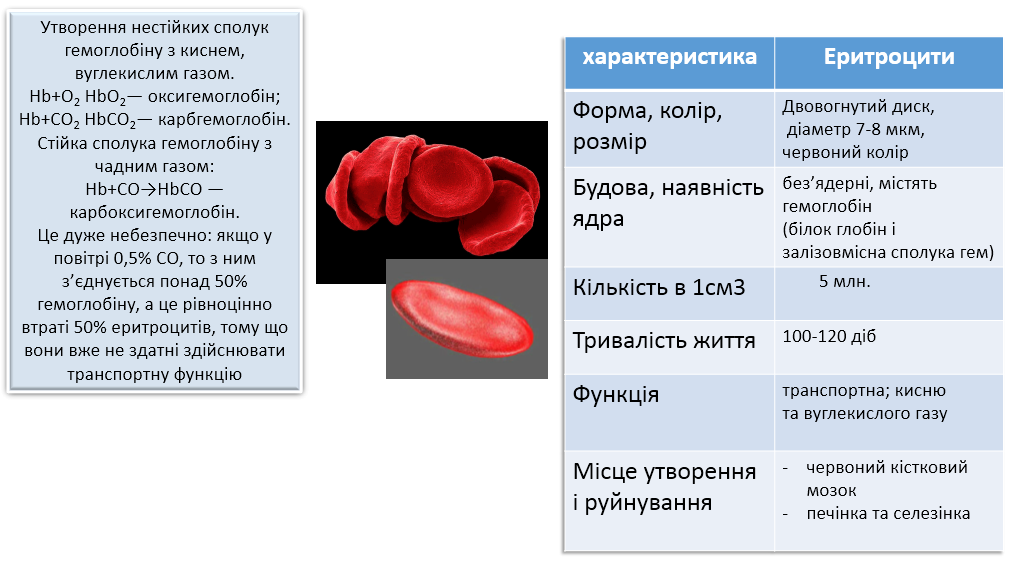 Утворення нестійких сполук
гемоглобіну з киснем,
вуглекислим газом.
Hb+O₂ HbO₂— оксигемоглобін;
Hb+CO₂ HbCO₂— карбгемоглобін.
Стійка сполука гемоглобіну з
чадним газом:
Hb+CO→HbCO —
карбоксигемоглобін.
Це дуже небезпечно: якщо у
повітрі 0,5% СО, то з ним
з’єднується понад 50%
гемоглобіну, а це рівноцінно
втраті 50% еритроцитів, тому що
вони вже не здатні здійснювати
транспортну функцію
характеристика
Еритроцити
Форма, колір,
розмір
Двовогнутий диск,
діаметр 7-8 мкм,
червоний колір
Будова, наявність
ядра
без’ядерні, містять
гемоглобін
(білок глобін і
залізовмісна сполука гем)
Кількість в 1см3
5 млн.
Тривалість життя
100-120 діб
Функція
транспортна; кисню
та вуглекислого газу
Місце утворення
і руйнування
- червоний кістковий
мозок
- печінка та селезінка